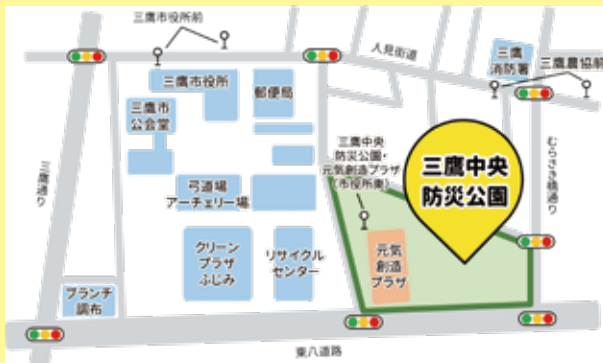 三鷹市役所前
人見街道
三鷹
消防署
三鷹農協前
三鷹市役所
郵便局
三鷹市
公会堂
三鷹中央
防災公園・
元気創造プラザ
(市役所東)
三鷹中央
防災公園
むらさき橋通り
三鷹通り
弓道場
アーチェリー場
クリーン
プラザ
ふじみ
リサイクル
センター
元気
創造
プラザ
ブランチ
調布
東八道路